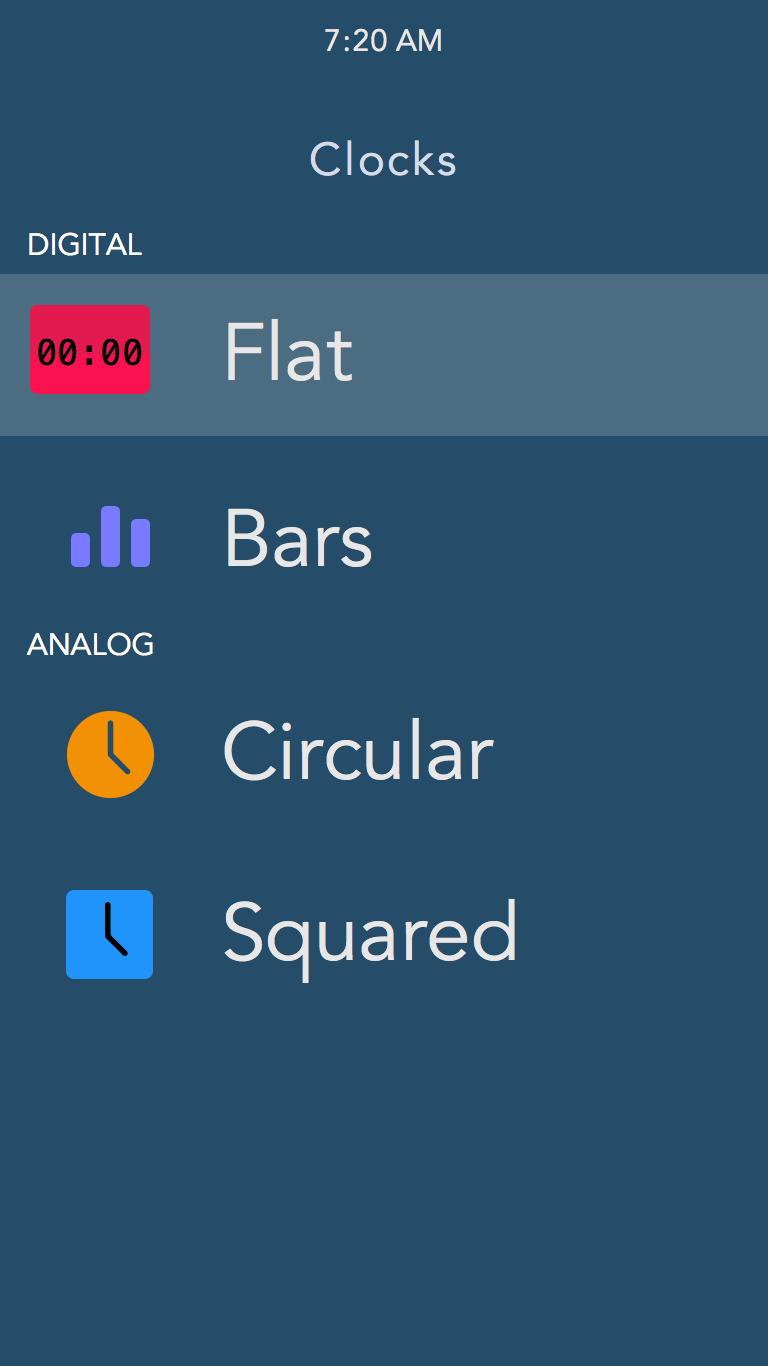 7:20 AM
Clocks
DIGITAL
00:00
Flat
Bars
ANALOG
Circular
Squared